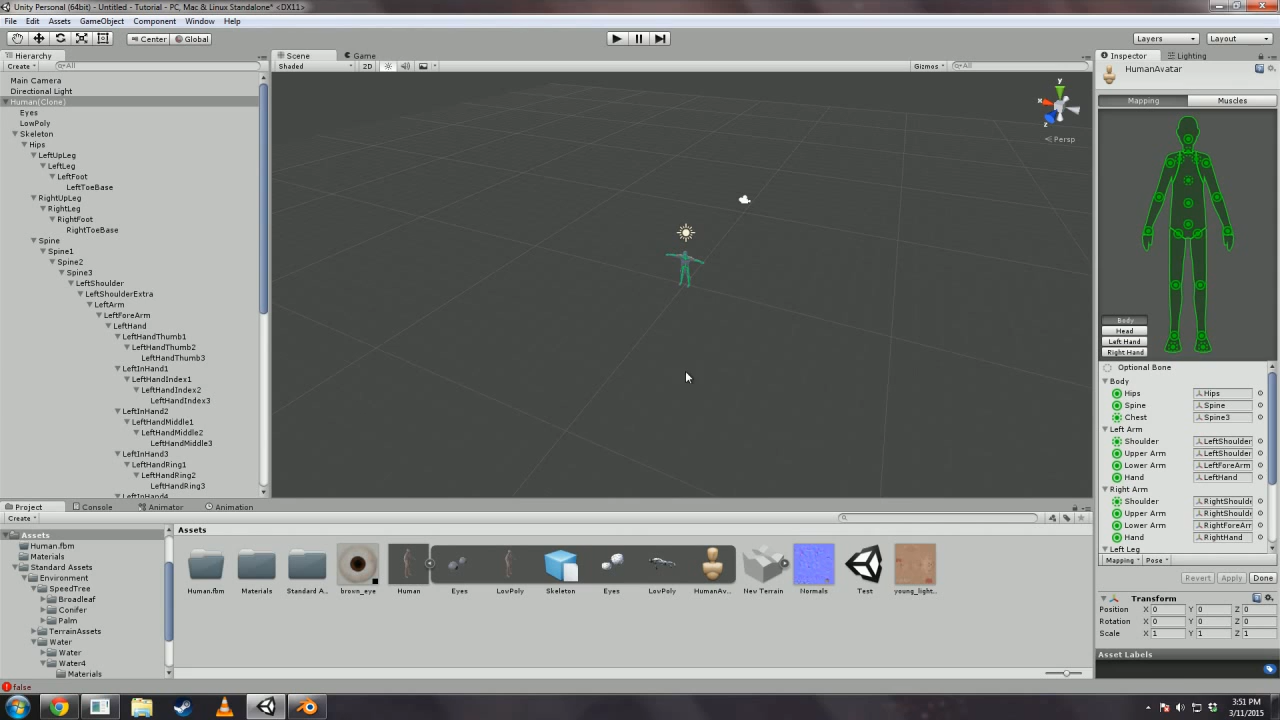 Unity Personal (64bit) - Untitled - Tutorial - PC, Mac & Linux Standalone* <DX11>
File Edit Assets GameObject Component Window Help
Center Global
Layers Layout
Hierarchy
Create All
Main Camera
Directional Light
Human(Clone)
Eyes
LowPoly
Skeleton
Hips
LeftUpLeg
LeftLeg
LeftFoot
LeftToeBase
RightUpLeg
RightLeg
RightFoot
RightToeBase
Spine
Spine1
Spine2
Spine3
LeftShoulder
LeftShoulderExtra
LeftArm
LeftForeArm
LeftHand
LeftHandThumb1
LeftHandThumb2
LeftHandThumb3
LeftInHand1
LeftHandIndex1
LeftHandIndex2
LeftHandIndex3
LeftInHand2
LeftHandMiddle1
LeftHandMiddle2
LeftHandMiddle3
LeftInHand3
LeftHandRing1
LeftHandRing2
LeftHandRing3
LeftInHand4
Scene Game
Shaded 2D Gizmos All
y
x
z
Persp
Inspector Lighting
HumanAvatar
Mapping Muscles
Body
Head
Left Hand
Right Hand
Optional Bone
Body
Hips Hips
Spine Spine
Chest Spine3
Left Arm
Shoulder LeftShoulder
Upper Arm LeftShoulder
Lower Arm LeftForeArm
Hand LeftHand
Right Arm
Shoulder RightShoulde
Upper Arm RightShoulde
Lower Arm RightForeArm
Hand RightHand
Left Leg
Mapping Pose
Revert Apply Done
Transform
Position X 0 Y 0 Z 0
Rotation X 0 Y 0 Z 0
Scale X 1 Y 1 Z 1
Asset Labels
Project Console Animator Animation
Create
Assets
Human.fbm
Materials
Standard Assets
Environment
SpeedTree
Broadleaf
Conifer
Palm
TerrainAssets
Water
Water
Water4
Materials
Assets
Human.fbm Materials Standard A... brown_eye Human Eyes LowPoly Skeleton Eyes LowPoly HumanAv... New Terrain Normals Test young_light...
false
3:51 PM
3/11/2015